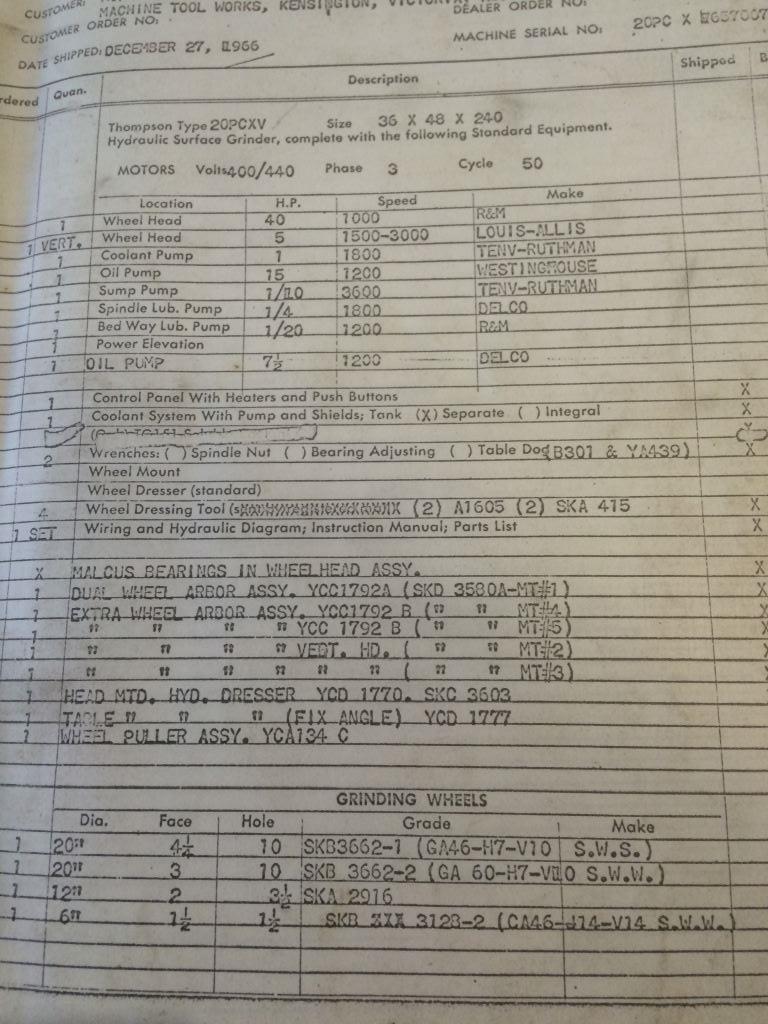 CUSTOMER: MACHINE TOOL WORKS, KENSINGTON,
CUSTOMER ORDER NO: DEALER ORDER NO:
DATE SHIPPED: DECEMBER 27, 1966 MACHINE SERIAL NO: 20PC X
rdered Quan. Description Shipped B
Thompson Type 20PCXV Size 36 X 48 X 240
Hydraulic Surface Grinder, complete with the following Standard Equipment.
MOTORS Volts 400/440 Phase 3 Cycle 50
Location H.P. Speed Make
1 Wheel Head 40 1000 R&M
1 VERT. Wheel Head 5 1500-3000 LOUIS-ALLIS
1 Coolant Pump 1 1800 TENV-RUTHMAN
1 Oil Pump 15 1200 WESTINGHOUSE
1 Sump Pump 1/10 3600 TENV-RUTHMAN
1 Spindle Lub. Pump 1/4 1800 DELCO
1 Bed Way Lub. Pump 1/20 1200 R&M
1 Power Elevation
1 OIL PUMP 7½ 1200 DELCO
1 Control Panel With Heaters and Push Buttons X
1 Coolant System With Pump and Shields; Tank (X) Separate ( ) Integral X
2 Wrenches: ( ) Spindle Nut ( ) Bearing Adjusting ( ) Table Dog B301 & YA439) X
Wheel Mount
Wheel Dresser (standard)
4 Wheel Dressing Tool (2) A1605 (2) SKA 415 X
1 SET Wiring and Hydraulic Diagram; Instruction Manual; Parts List X
X MALCUS BEARINGS IN WHEELHEAD ASSY. X
1 DUAL WHEEL ARBOR ASSY. YCC1792A (SKD 3580A-MT#1) X
1 EXTRA WHEEL ARBOR ASSY. YCC1792 B (" " MT#4) X
1 " " " " YCC 1792 B ( " " MT#5) X
1 " " " " VERT. HD. ( " " MT#2) X
1 " " " " " " ( " " MT#3) X
1 HEAD MTD. HYD. DRESSER YCD 1770. SKC 3603
1 TABLE " " " (FIX ANGLE) YCD 1777
1 WHEEL PULLER ASSY. YCA134 C
GRINDING WHEELS
Dia. Face Hole Grade Make
1 20" 4½ 10 SKB3662-1 (GA46-H7-V10 S.W.S.)
1 20" 3 10 SKB 3662-2 (GA 60-H7-V10 S.W.W.)
1 12" 2 3½ SKA 2916
1 6" 1½ 1½ SKB XXX 3128-2 (CA46-J14-V14 S.W.W.)